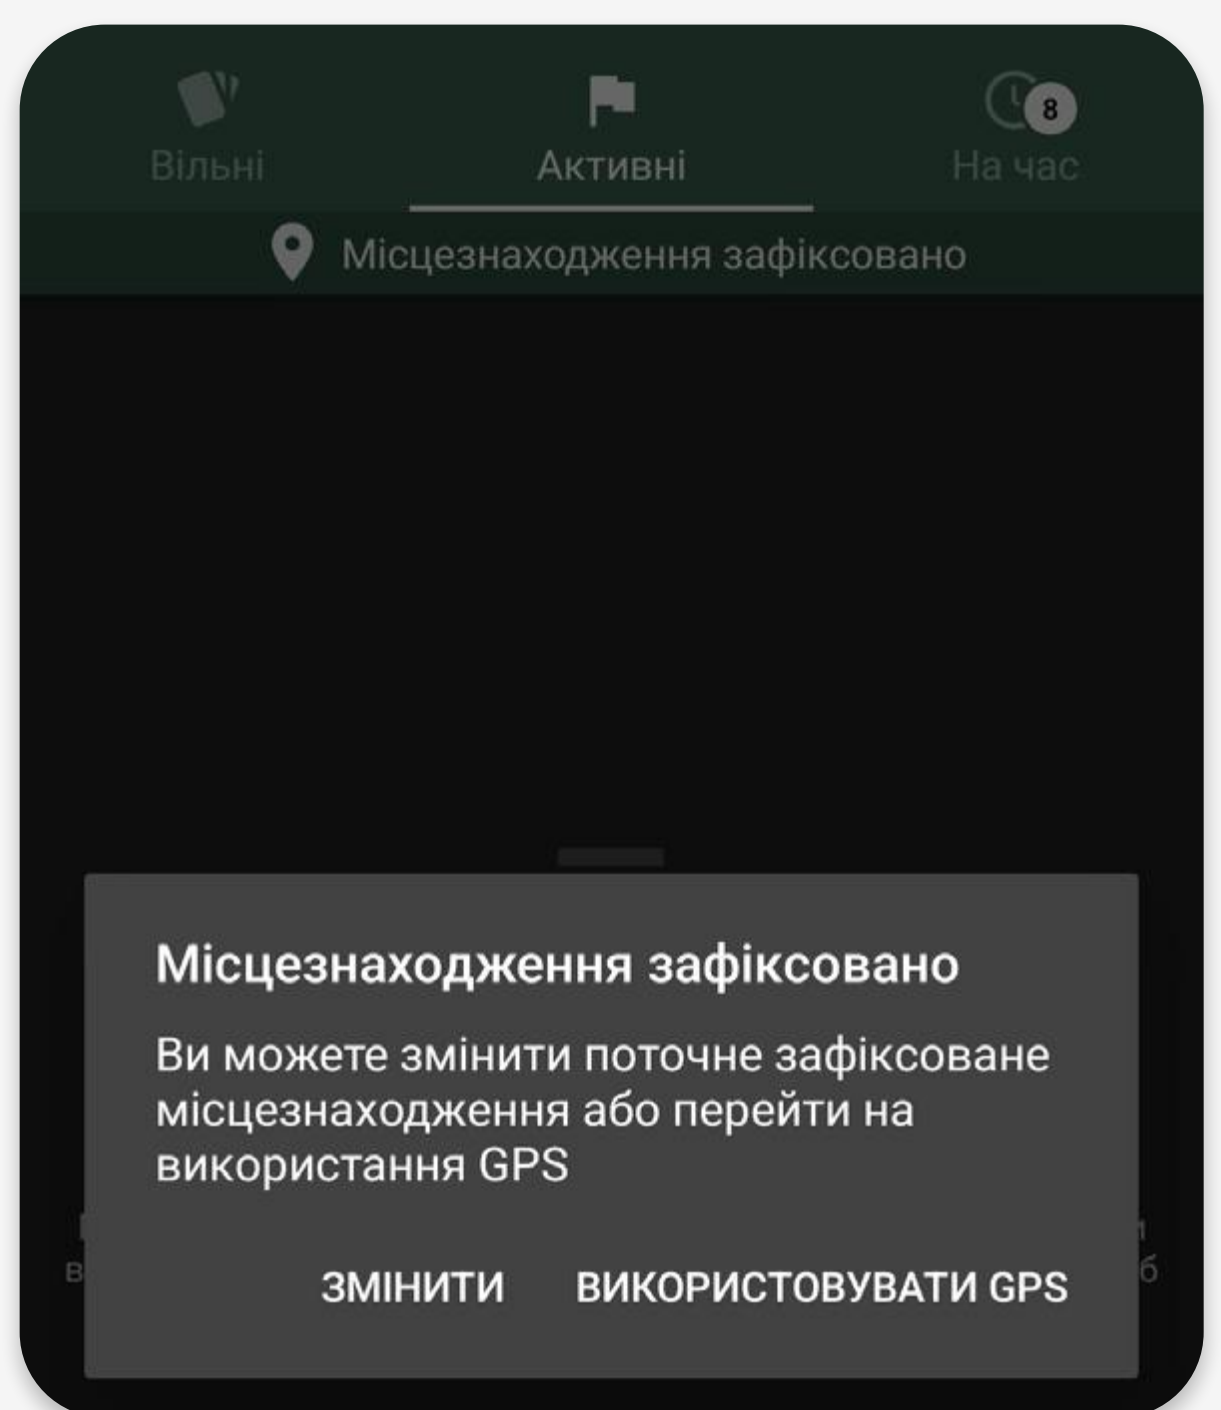 Вільні
Активні
8
На час
Місцезнаходження зафіксовано
Місцезнаходження зафіксовано
Ви можете змінити поточне зафіксоване
місцезнаходження або перейти на
використання GPS
ЗМІНИТИ
ВИКОРИСТОВУВАТИ GPS